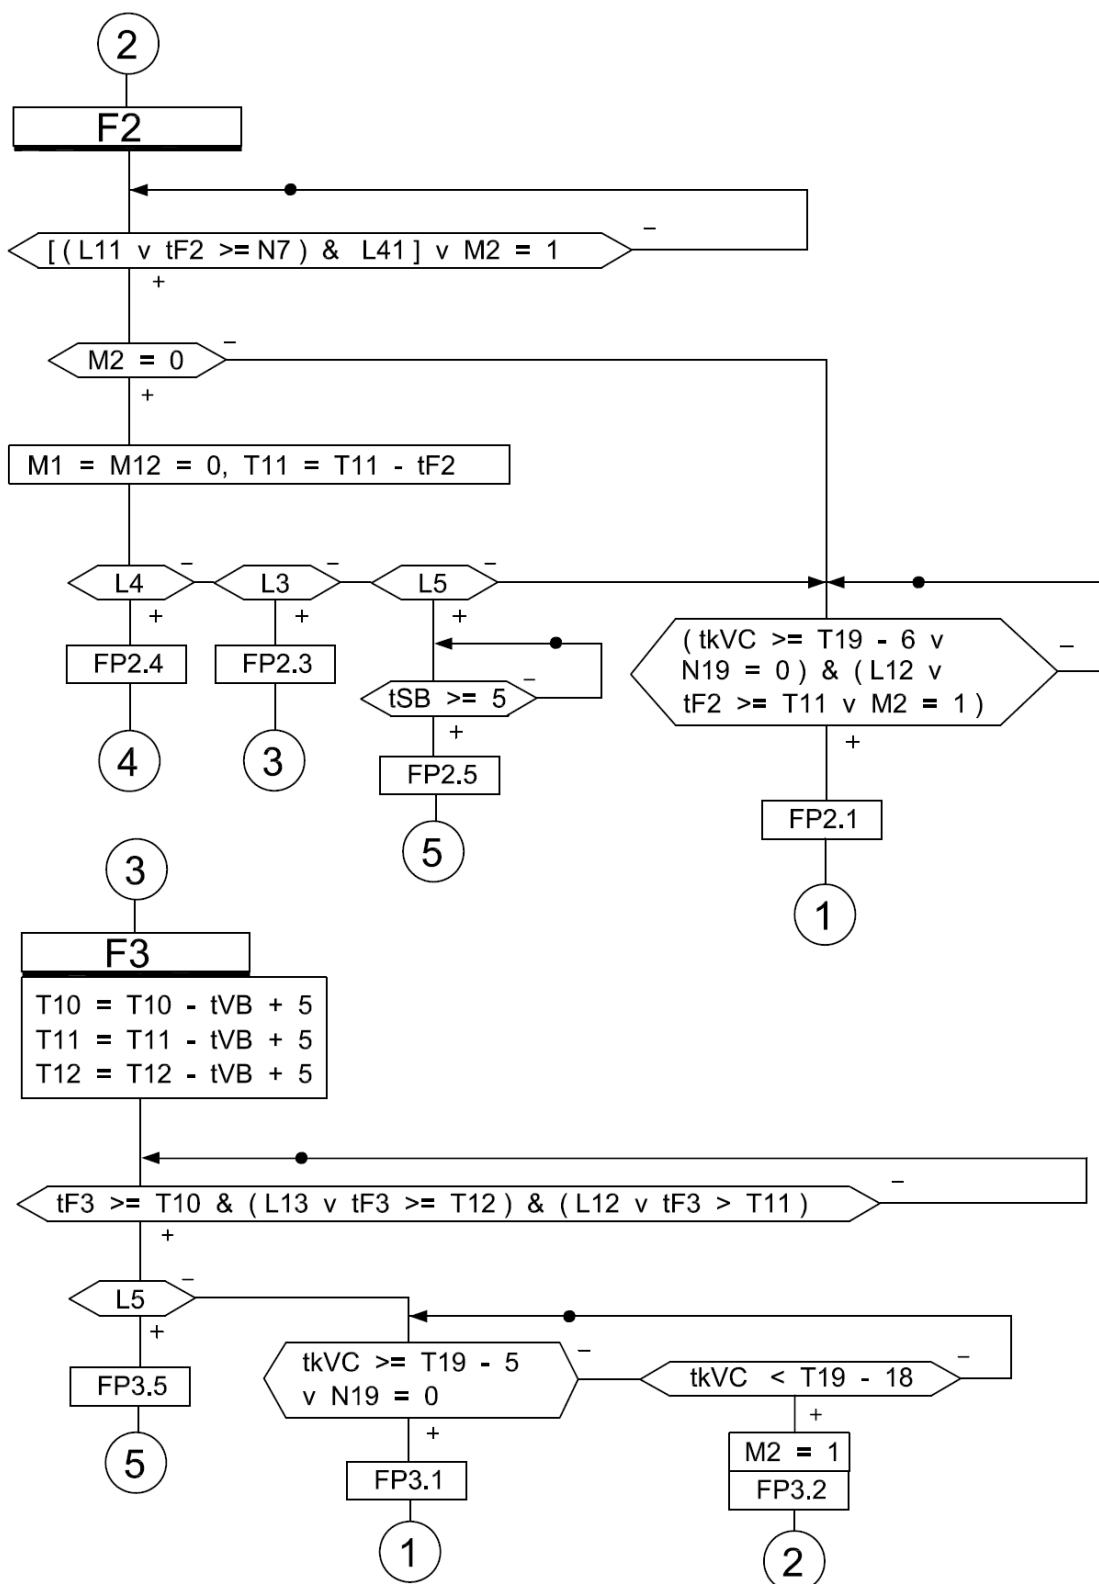 2
F2
[ ( L11 v tF2 >= N7 ) & L41 ] v M2 = 1
–
+
M2 = 0
–
+
M1 = M12 = 0, T11 = T11 - tF2
L4
–
L3
–
L5
–
+
+
+
FP2.4
FP2.3
tSB >= 5
–
+
( tkVC >= T19 - 6 v
N19 = 0 ) & ( L12 v
tF2 >= T11 v M2 = 1 )
–
+
4
3
FP2.5
FP2.1
5
1
3
F3
T10 = T10 - tVB + 5
T11 = T11 - tVB + 5
T12 = T12 - tVB + 5
tF3 >= T10 & ( L13 v tF3 >= T12 ) & ( L12 v tF3 > T11 )
–
+
L5
–
+
FP3.5
5
tkVC >= T19 - 5
v N19 = 0
–
+
tkVC < T19 - 18
–
+
FP3.1
M2 = 1
FP3.2
1
2